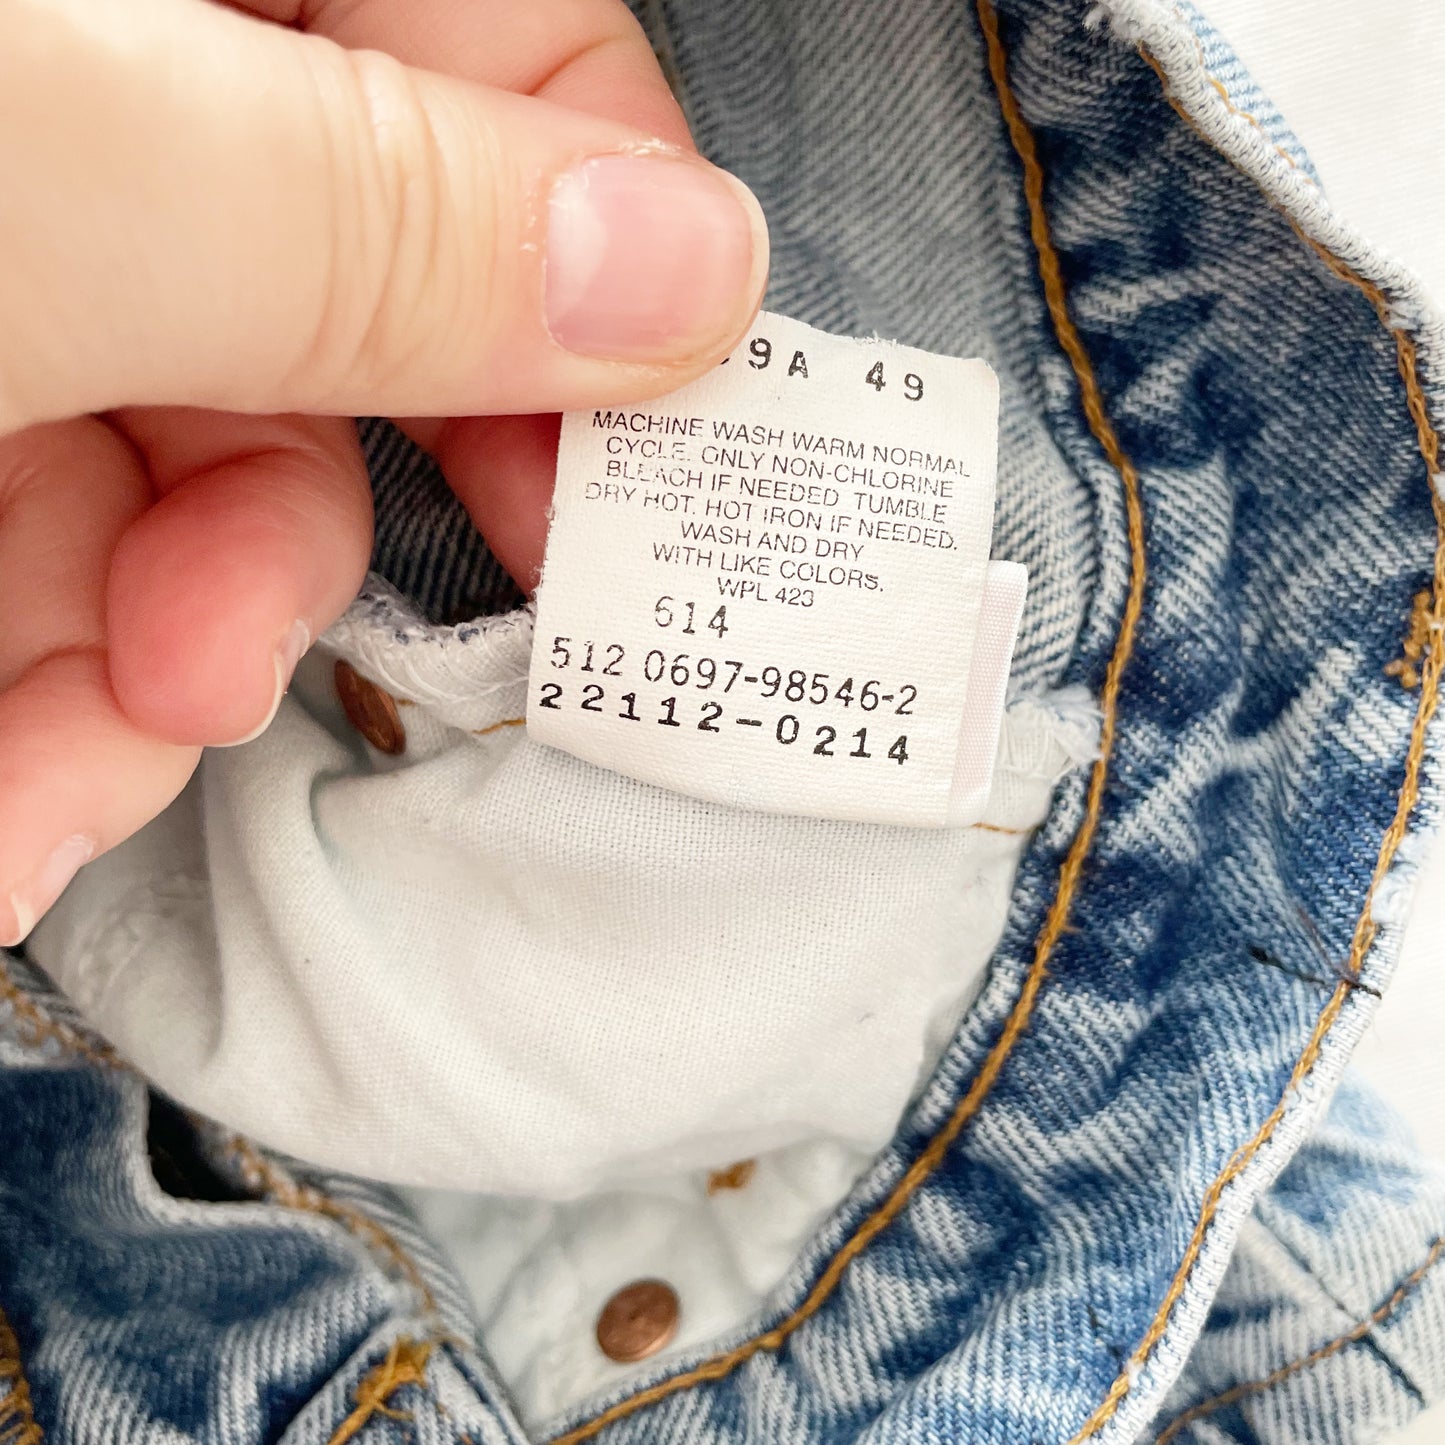 9A 49
MACHINE WASH WARM NORMAL
CYCLE. ONLY NON-CHLORINE
BLEACH IF NEEDED TUMBLE
DRY HOT. HOT IRON IF NEEDED.
WASH AND DRY
WITH LIKE COLORS.
WPL 423
614
512 0697-98546-2
22112-0214